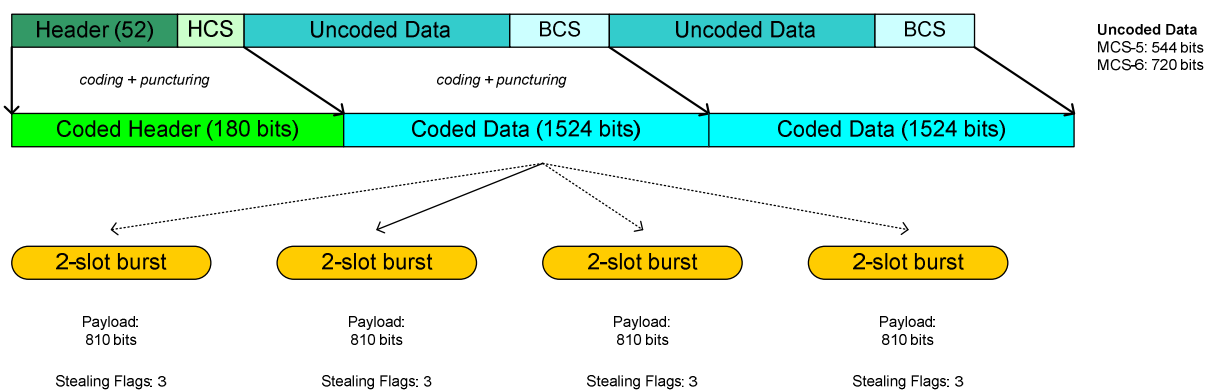 Header (52)
HCS
Uncoded Data
BCS
Uncoded Data
BCS
Uncoded Data
MCS-5: 544 bits
MCS-6: 720 bits
coding + puncturing
coding + puncturing
Coded Header (180 bits)
Coded Data (1524 bits)
Coded Data (1524 bits)
2-slot burst
2-slot burst
2-slot burst
2-slot burst
Payload:
810 bits
Payload:
810 bits
Payload:
810 bits
Payload:
810 bits
Stealing Flags: 3
Stealing Flags: 3
Stealing Flags: 3
Stealing Flags: 3